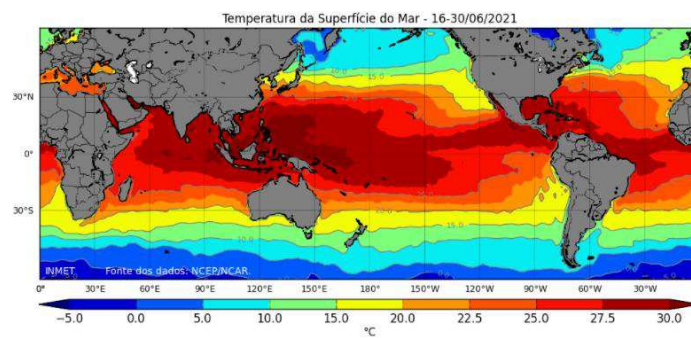 Temperatura da Superfície do Mar - 16-30/06/2021
30°N
0°
30°S
15.0
15.0
10.0
INMET Fonte dos dados: NCEP/NCAR.
0° 30°E 60°E 90°E 120°E 150°E 180° 150°W 120°W 90°W 60°W 30°W
−5.0 0.0 5.0 10.0 15.0 20.0 22.5 25.0 27.5 30.0
°C